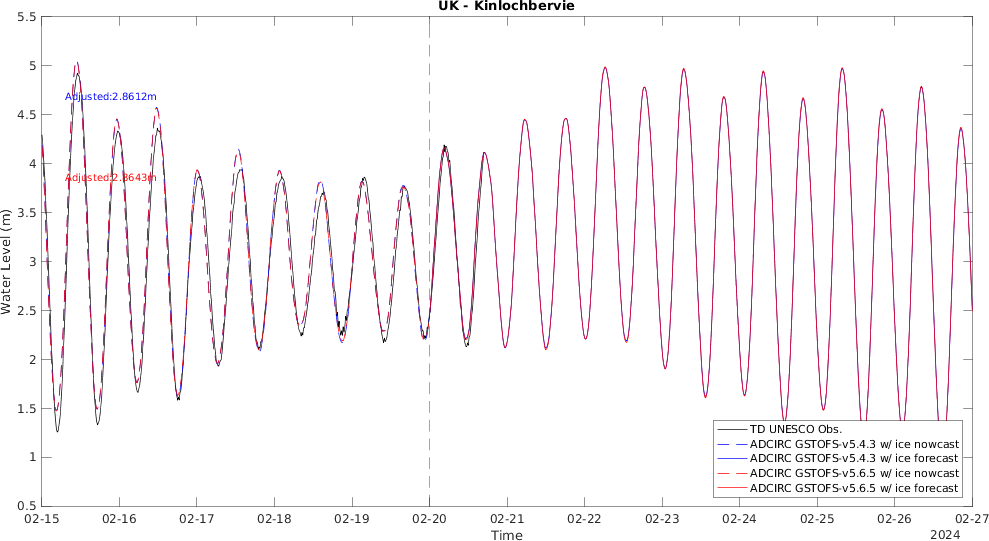 UK - Kinlochbervie
5.5
5
4.5
4
3.5
3
2.5
2
1.5
1
0.5
Water Level (m)
Adjusted:2.8612m
Adjusted:2.8643m
TD UNESCO Obs.
ADCIRC GSTOFS-v5.4.3 w/ ice nowcast
ADCIRC GSTOFS-v5.4.3 w/ ice forecast
ADCIRC GSTOFS-v5.6.5 w/ ice nowcast
ADCIRC GSTOFS-v5.6.5 w/ ice forecast
02-15 02-16 02-17 02-18 02-19 02-20 02-21 02-22 02-23 02-24 02-25 02-26 02-27
Time
2024